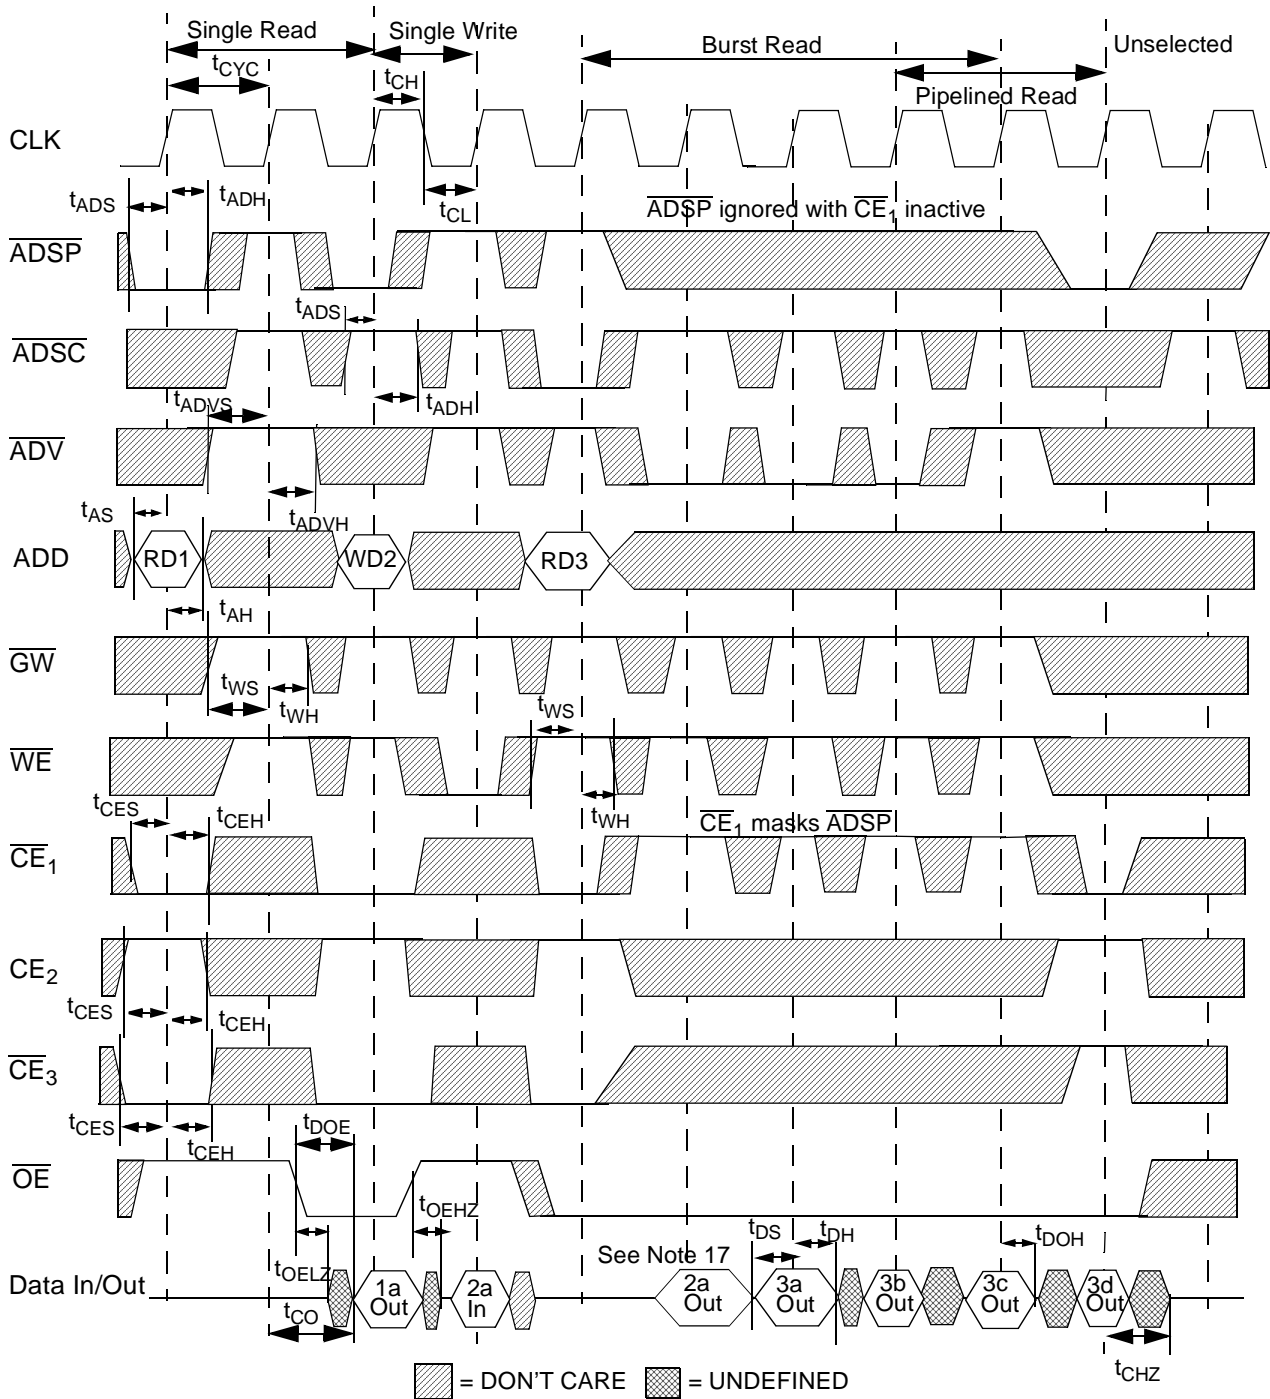 Single Read
Single Write
Burst Read
Unselected
tCYC
tCH
Pipelined Read
CLK
tADS
tADH
tCL
ADSP ignored with CE1 inactive
ADSP
tADS
ADSC
tADVS
tADH
ADV
tAS
tADVH
ADD
RD1
WD2
RD3
tAH
GW
tWS
tWH
tWS
WE
tCES
tCEH
tWH
CE1 masks ADSP
CE1
CE2
tCES
tCEH
CE3
tCES
tCEH
tDOE
OE
tOEHZ
tDS
tDH
tDOH
See Note 17
tOELZ
Data In/Out
1a Out
2a In
2a Out
3a Out
3b Out
3c Out
3d Out
tCO
tCHZ
= DON'T CARE
= UNDEFINED